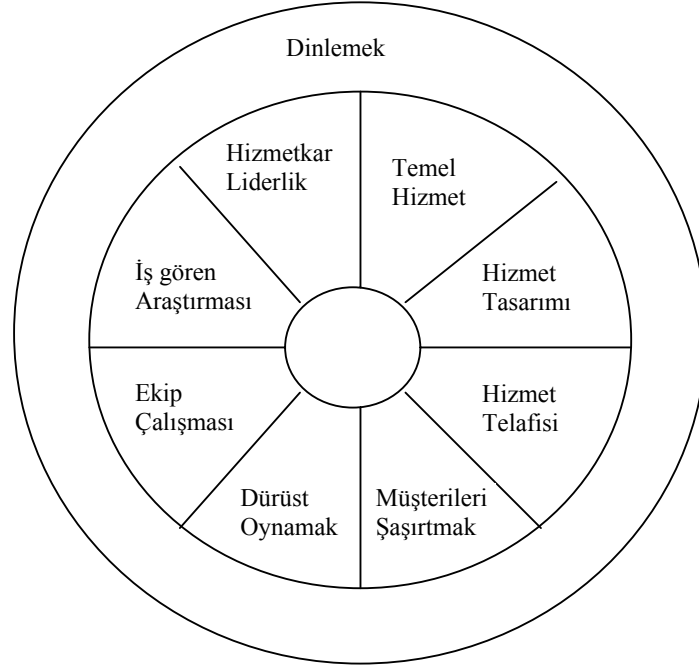 Dinlemek
Hizmetkar
Liderlik
Temel
Hizmet
İş gören
Araştırması
Hizmet
Tasarımı
Ekip
Çalışması
Hizmet
Telafisi
Dürüst
Oynamak
Müşterileri
Şaşırtmak